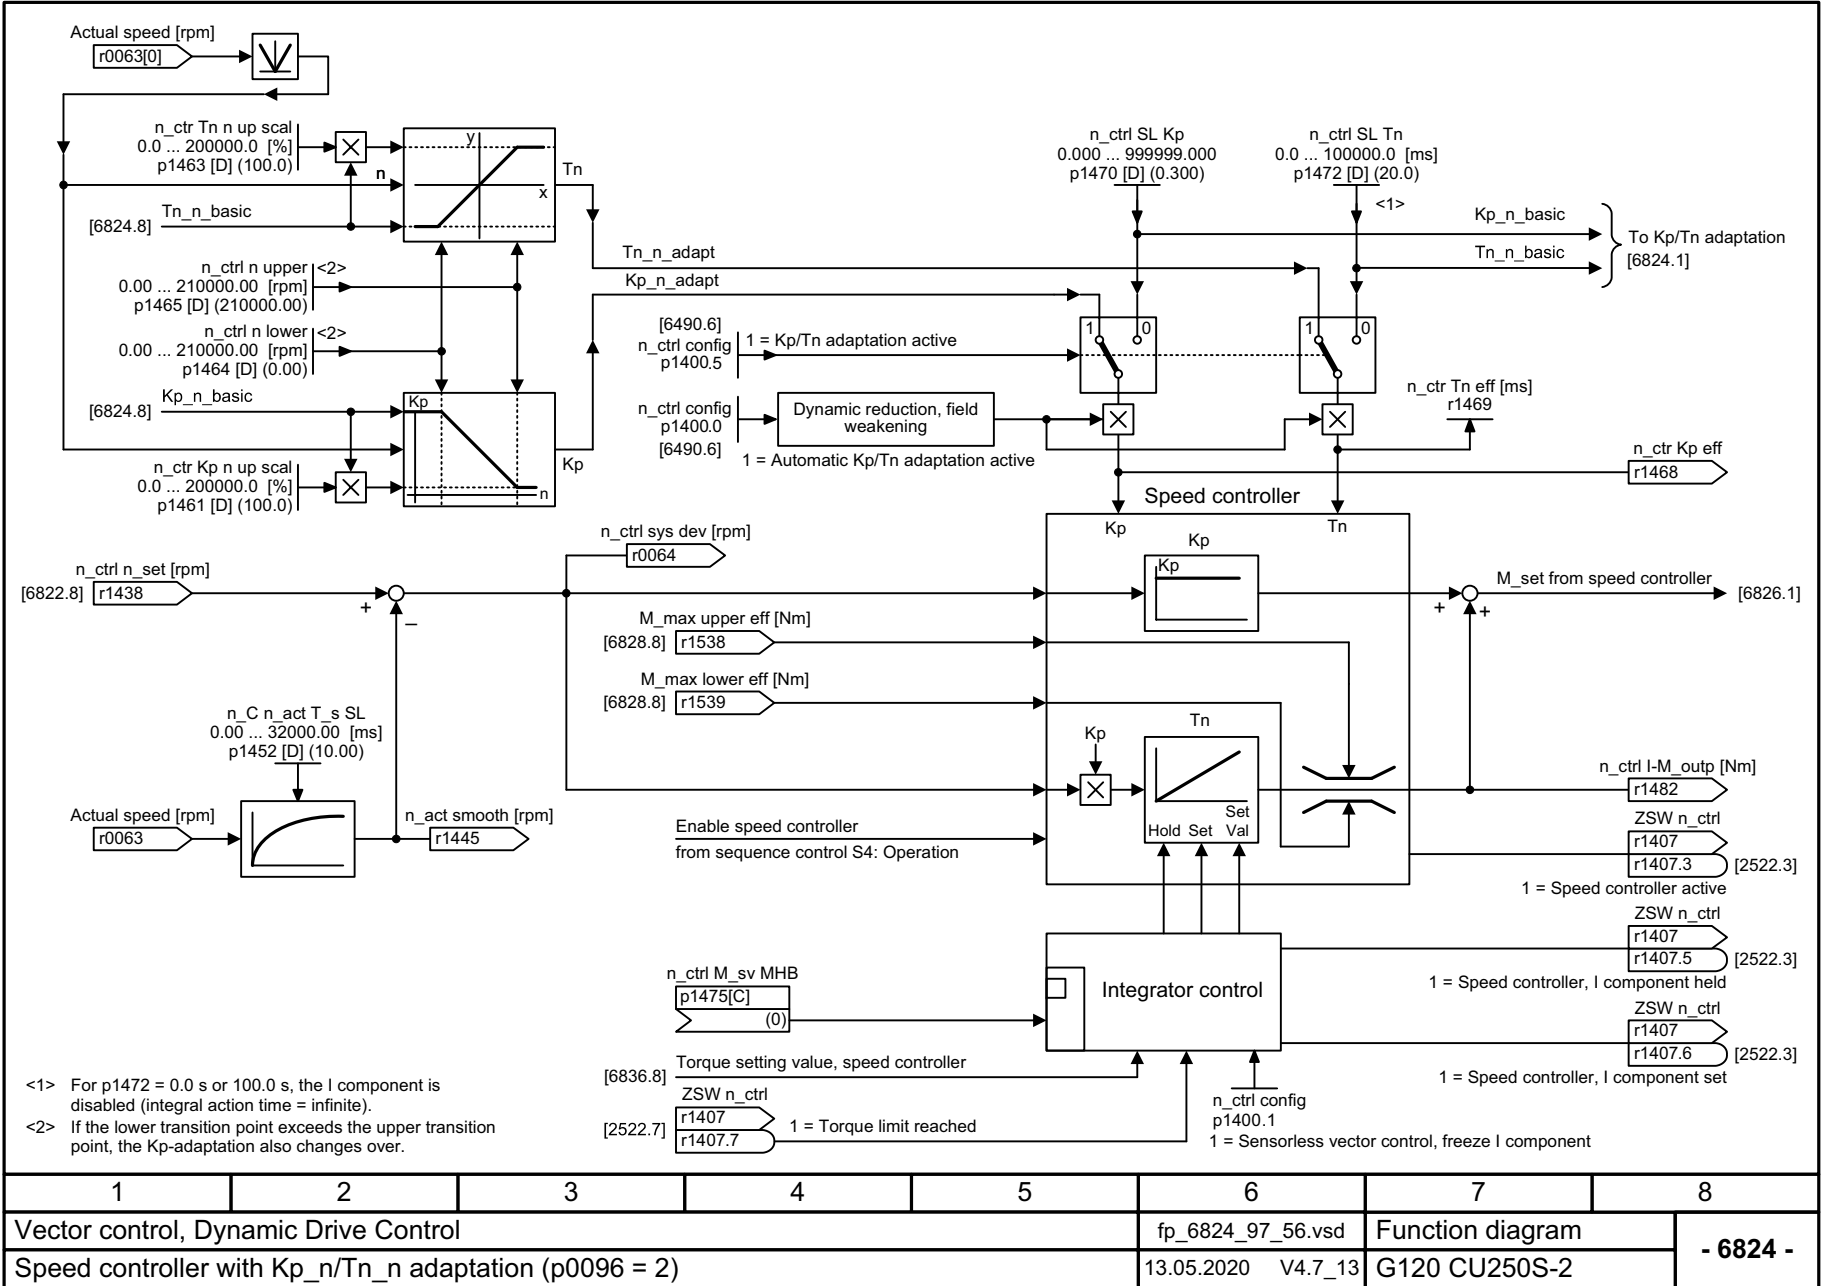 Actual speed [rpm]
r0063[0]
n_ctr Tn n up scal
0.0 ... 200000.0 [%]
p1463 [D] (100.0)
y
x
n
Tn
Tn_n_basic
[6824.8]
n_ctrl n upper <2>
0.00 ... 210000.00 [rpm]
p1465 [D] (210000.00)
n_ctrl n lower <2>
0.00 ... 210000.00 [rpm]
p1464 [D] (0.00)
Kp_n_basic
[6824.8]
Kp
n
Kp
n_ctr Kp n up scal
0.0 ... 200000.0 [%]
p1461 [D] (100.0)
Tn_n_adapt
Kp_n_adapt
n_ctrl SL Kp
0.000 ... 999999.000
p1470 [D] (0.300)
n_ctrl SL Tn
0.0 ... 100000.0 [ms]
p1472 [D] (20.0)
<1>
Kp_n_basic
Tn_n_basic
To Kp/Tn adaptation
[6824.1]
[6490.6]
n_ctrl config
p1400.5
1 = Kp/Tn adaptation active
1 0
1 0
n_ctrl config
p1400.0
[6490.6]
Dynamic reduction, field
weakening
1 = Automatic Kp/Tn adaptation active
n_ctr Tn eff [ms]
r1469
n_ctr Kp eff
r1468
Speed controller
Kp
Tn
n_ctrl sys dev [rpm]
r0064
n_ctrl n_set [rpm]
[6822.8] r1438
+
–
Kp
Kp
M_set from speed controller
[6826.1]
+
+
M_max upper eff [Nm]
[6828.8] r1538
M_max lower eff [Nm]
[6828.8] r1539
n_C n_act T_s SL
0.00 ... 32000.00 [ms]
p1452 [D] (10.00)
Actual speed [rpm]
r0063
n_act smooth [rpm]
r1445
Kp
Tn
Hold Set Set
Val
Enable speed controller
from sequence control S4: Operation
n_ctrl I-M_outp [Nm]
r1482
ZSW n_ctrl
r1407
r1407.3 [2522.3]
1 = Speed controller active
ZSW n_ctrl
r1407
r1407.5 [2522.3]
1 = Speed controller, I component held
ZSW n_ctrl
r1407
r1407.6 [2522.3]
1 = Speed controller, I component set
n_ctrl M_sv MHB
p1475[C]
(0)
Integrator control
Torque setting value, speed controller
[6836.8]
ZSW n_ctrl
r1407
[2522.7] r1407.7
1 = Torque limit reached
n_ctrl config
p1400.1
1 = Sensorless vector control, freeze I component
<1> For p1472 = 0.0 s or 100.0 s, the I component is
disabled (integral action time = infinite).
<2> If the lower transition point exceeds the upper transition
point, the Kp-adaptation also changes over.
1 2 3 4 5 6 7 8
Vector control, Dynamic Drive Control
fp_6824_97_56.vsd
Function diagram
- 6824 -
Speed controller with Kp_n/Tn_n adaptation (p0096 = 2)
13.05.2020 V4.7_13
G120 CU250S-2